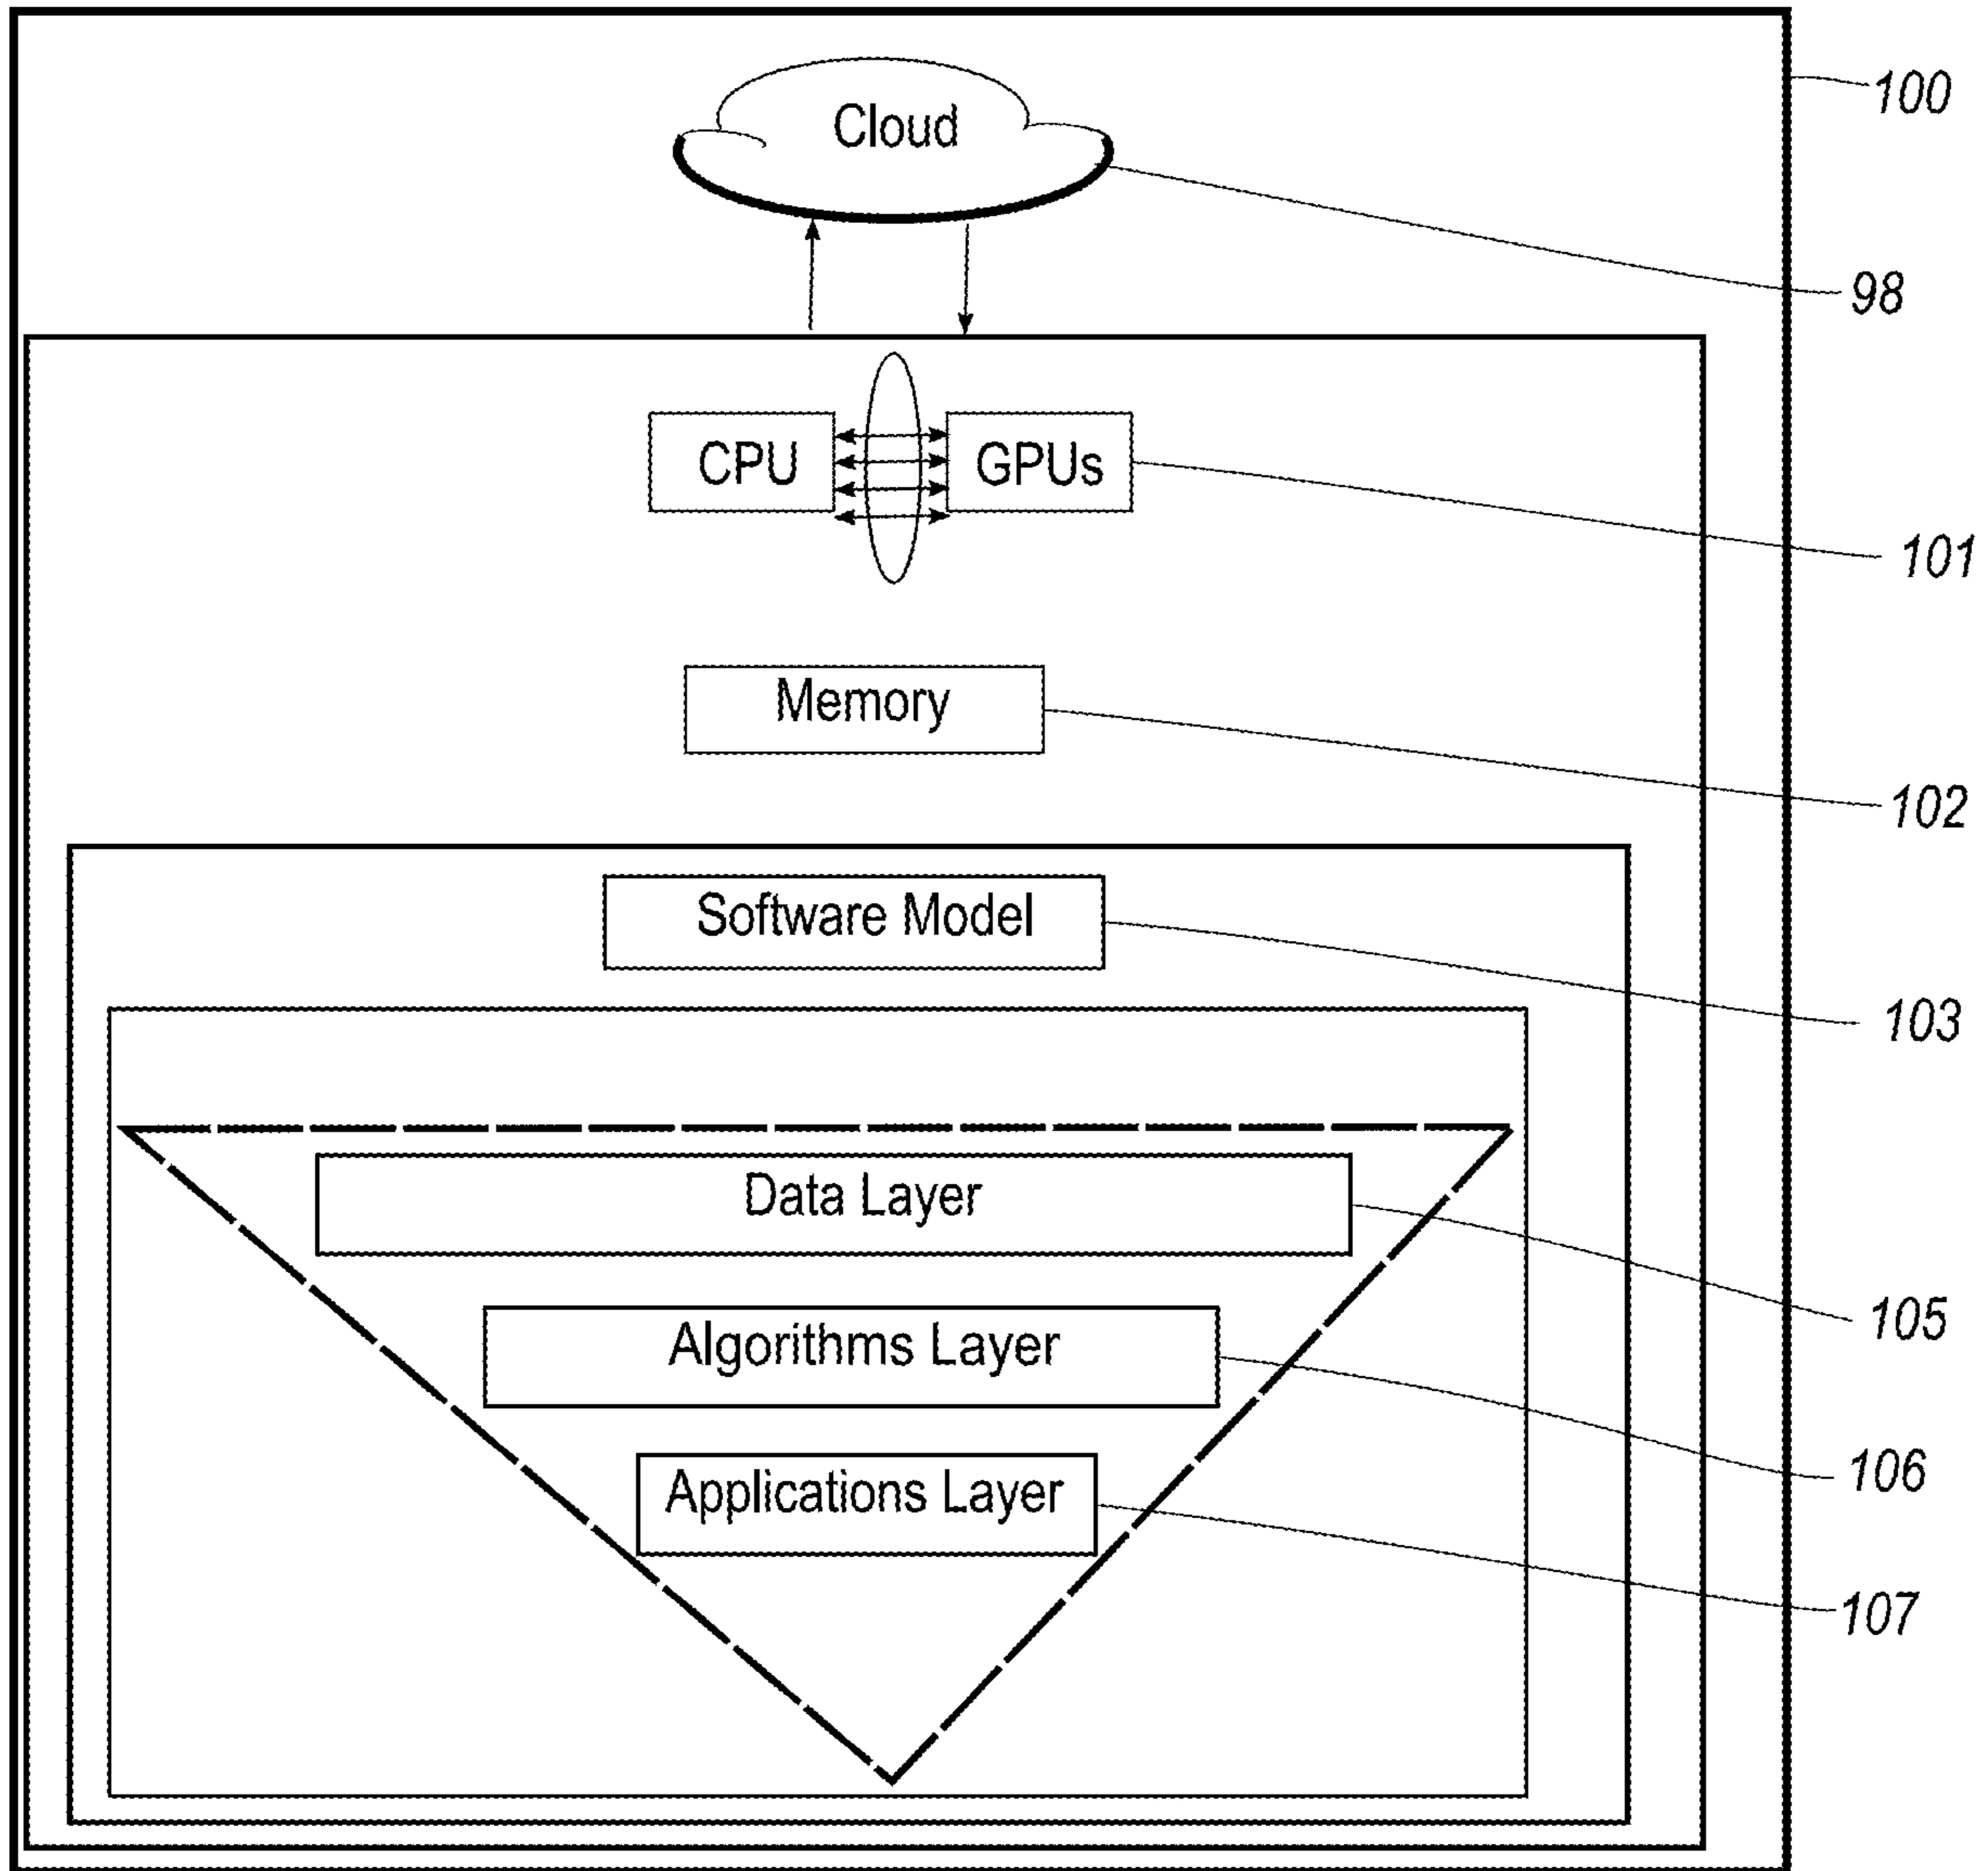 100
Cloud
98
CPU
GPUs
101
Memory
102
Software Model
103
Data Layer
105
Algorithms Layer
106
Applications Layer
107